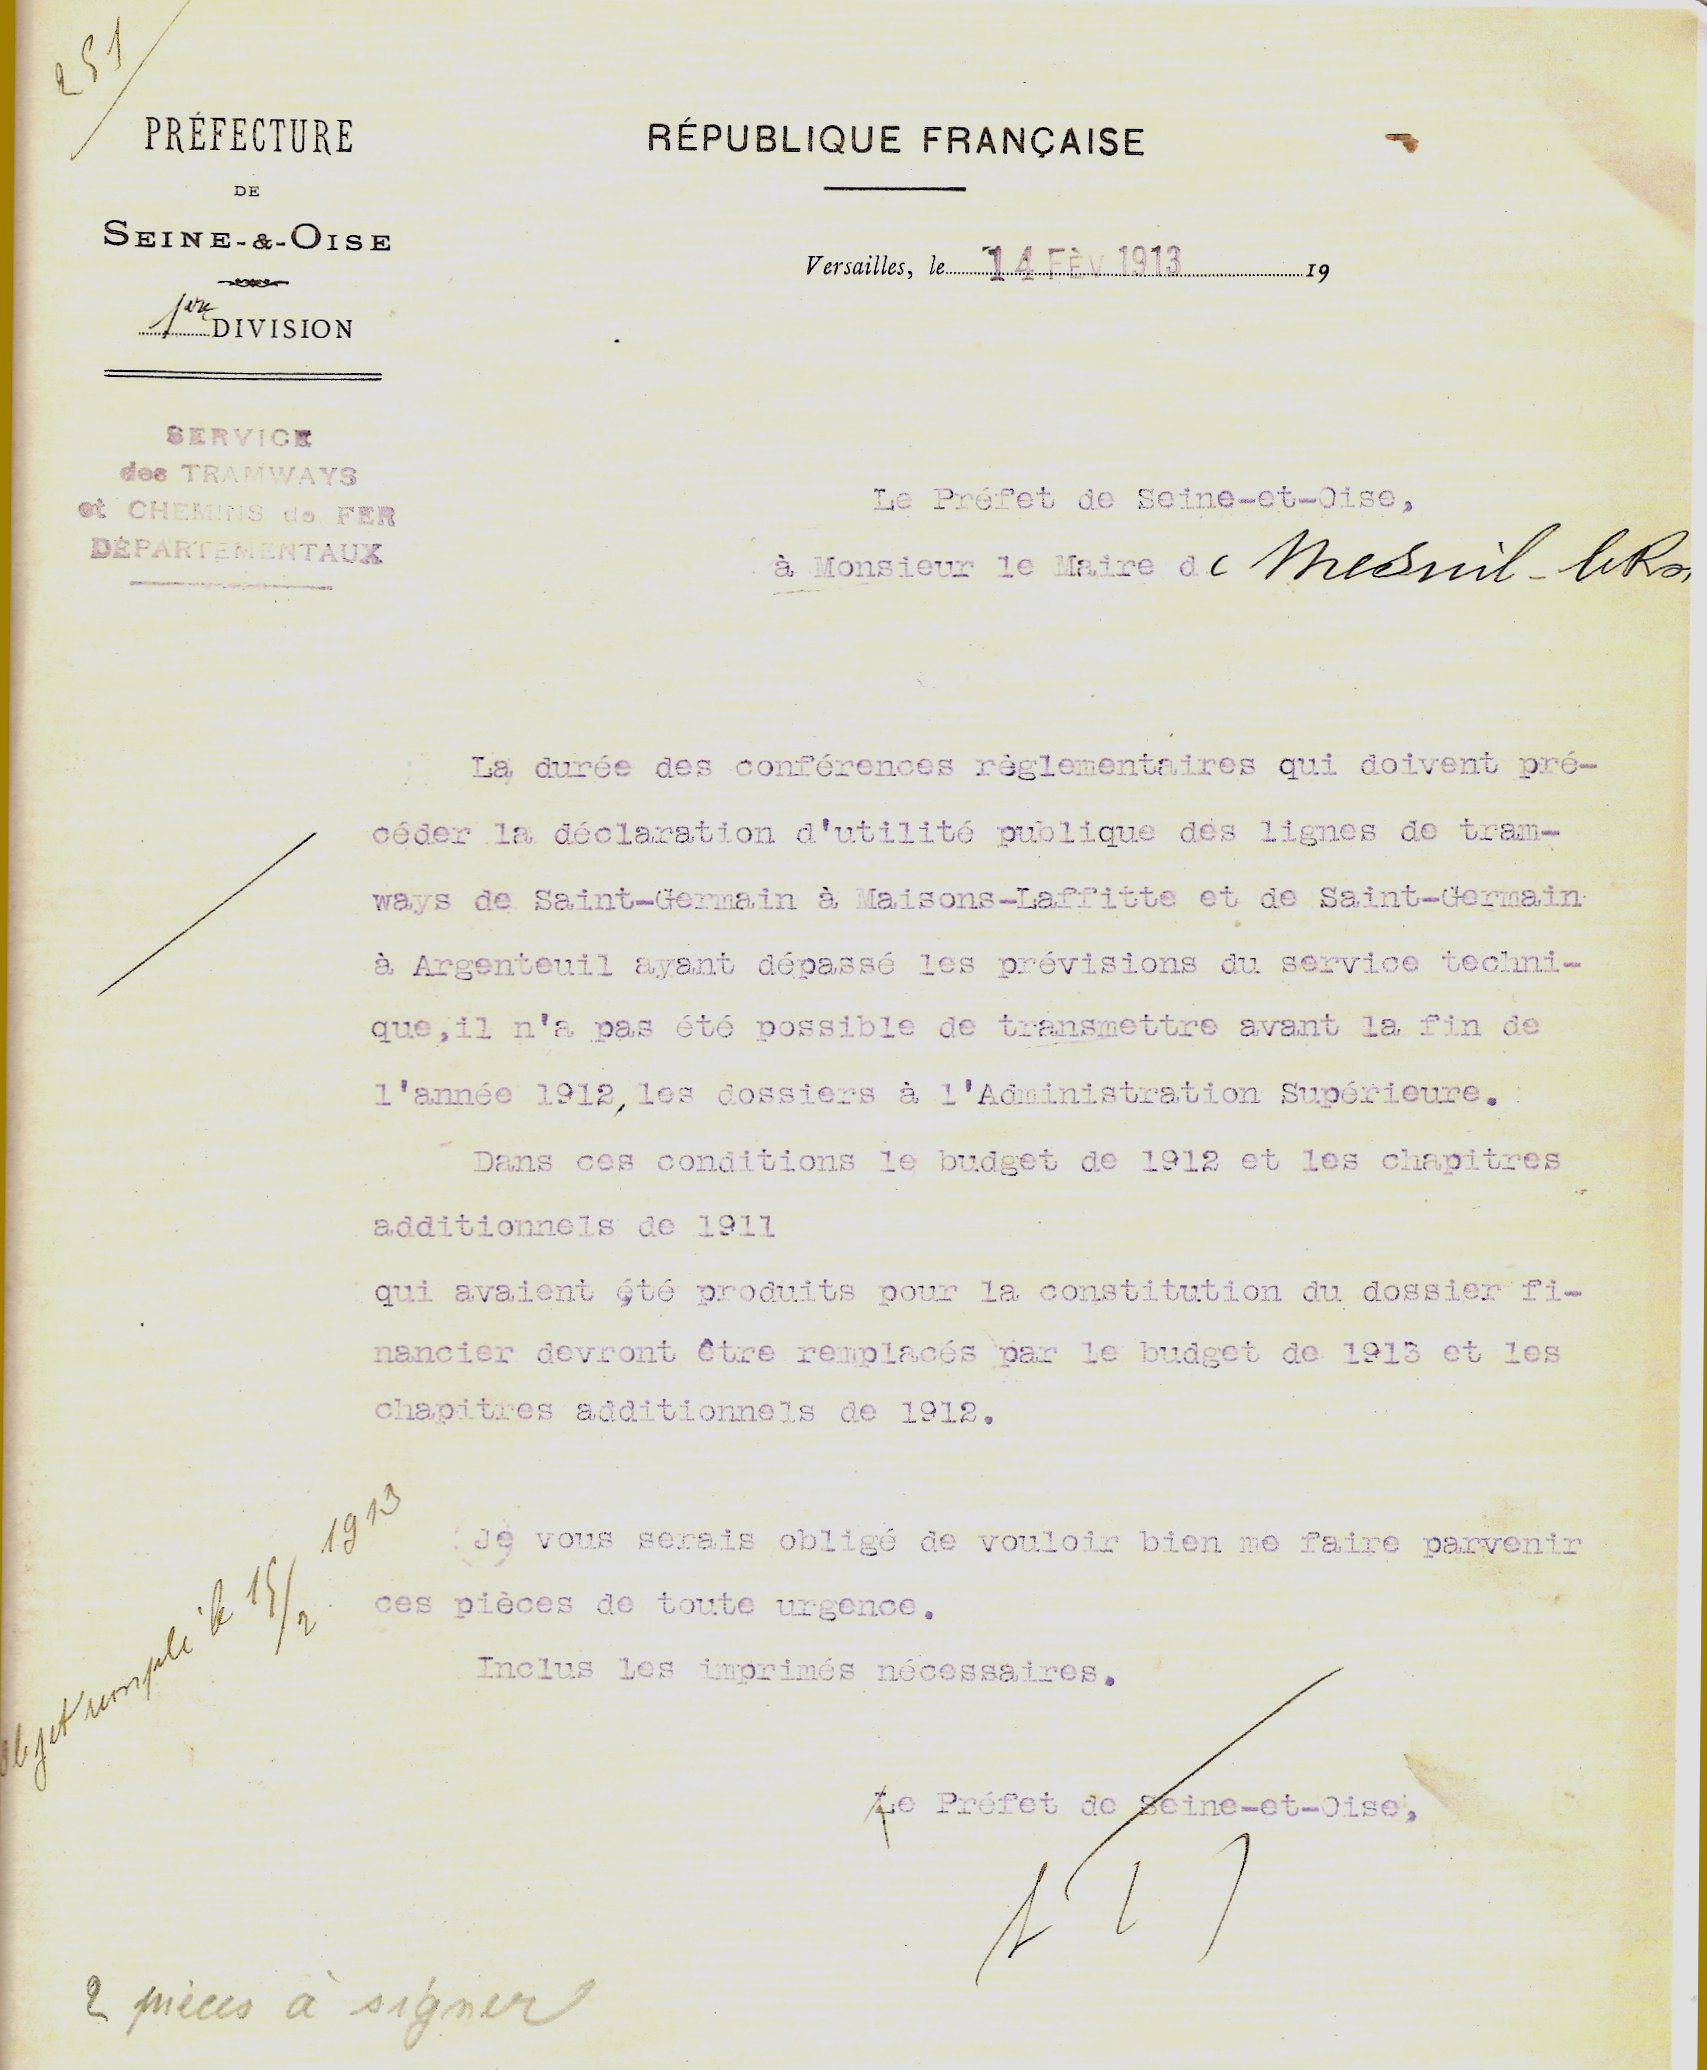 251
PRÉFECTURE
DE
SEINE-&-OISE
1ère DIVISION
SERVICE
des TRAMWAYS
et CHEMINS de FER
DÉPARTEMENTAUX
RÉPUBLIQUE FRANÇAISE
Versailles, le 14 FÈV 1913 19
Le Préfet de Seine-et-Oise,
à Monsieur le Maire de Mesnil-le Roi
La durée des conférences règlementaires qui doivent pré-
céder la déclaration d'utilité publique des lignes de tram-
ways de Saint-Germain à Maisons-Laffitte et de Saint-Germain
à Argenteuil ayant dépassé les prévisions du service techni-
que,il n'a pas été possible de transmettre avant la fin de
l'année 1912, les dossiers à l'Administration Supérieure.
Dans ces conditions le budget de 1912 et les chapitres
additionnels de 1911
qui avaient été produits pour la constitution du dossier fi-
nancier devront être remplacés par le budget de 1913 et les
chapitres additionnels de 1912.
Je vous serais obligé de vouloir bien me faire parvenir
ces pièces de toute urgence.
Inclus les imprimés nécessaires.
objet rempli le 15/2 1913
Le Préfet de Seine-et-Oise,
2 pièces à signer